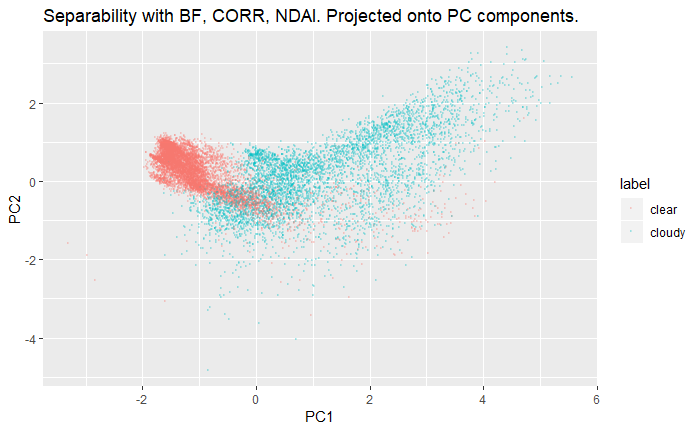 Separability with BF, CORR, NDAI. Projected onto PC components.
2
0
-2
-4
PC2
-2
0
2
4
6
PC1
label
clear
cloudy